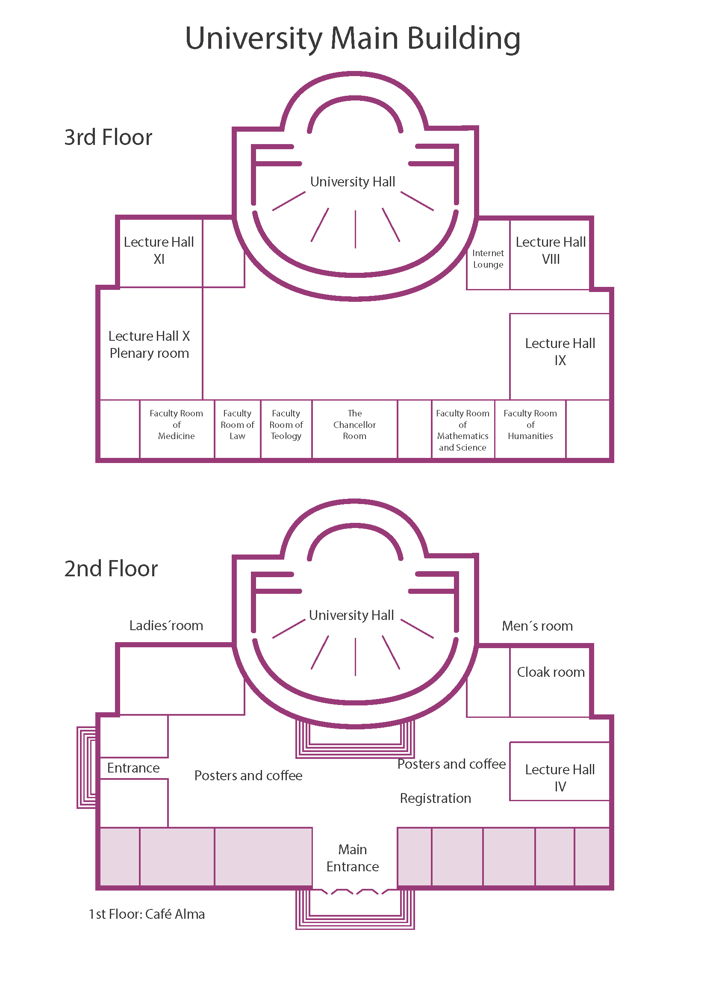 University Main Building
3rd Floor
University Hall
Lecture Hall
XI
Internet
Lounge
Lecture Hall
VIII
Lecture Hall X
Plenary room
Lecture Hall
IX
Faculty Room
of
Medicine
Faculty
Room of
Law
Faculty
Room of
Teology
The
Chancellor
Room
Faculty Room
of
Mathematics
and Science
Faculty Room
of
Humanities
2nd Floor
University Hall
Ladies´room
Men´s room
Cloak room
Entrance
Posters and coffee
Posters and coffee
Lecture Hall
IV
Registration
Main
Entrance
1st Floor: Café Alma